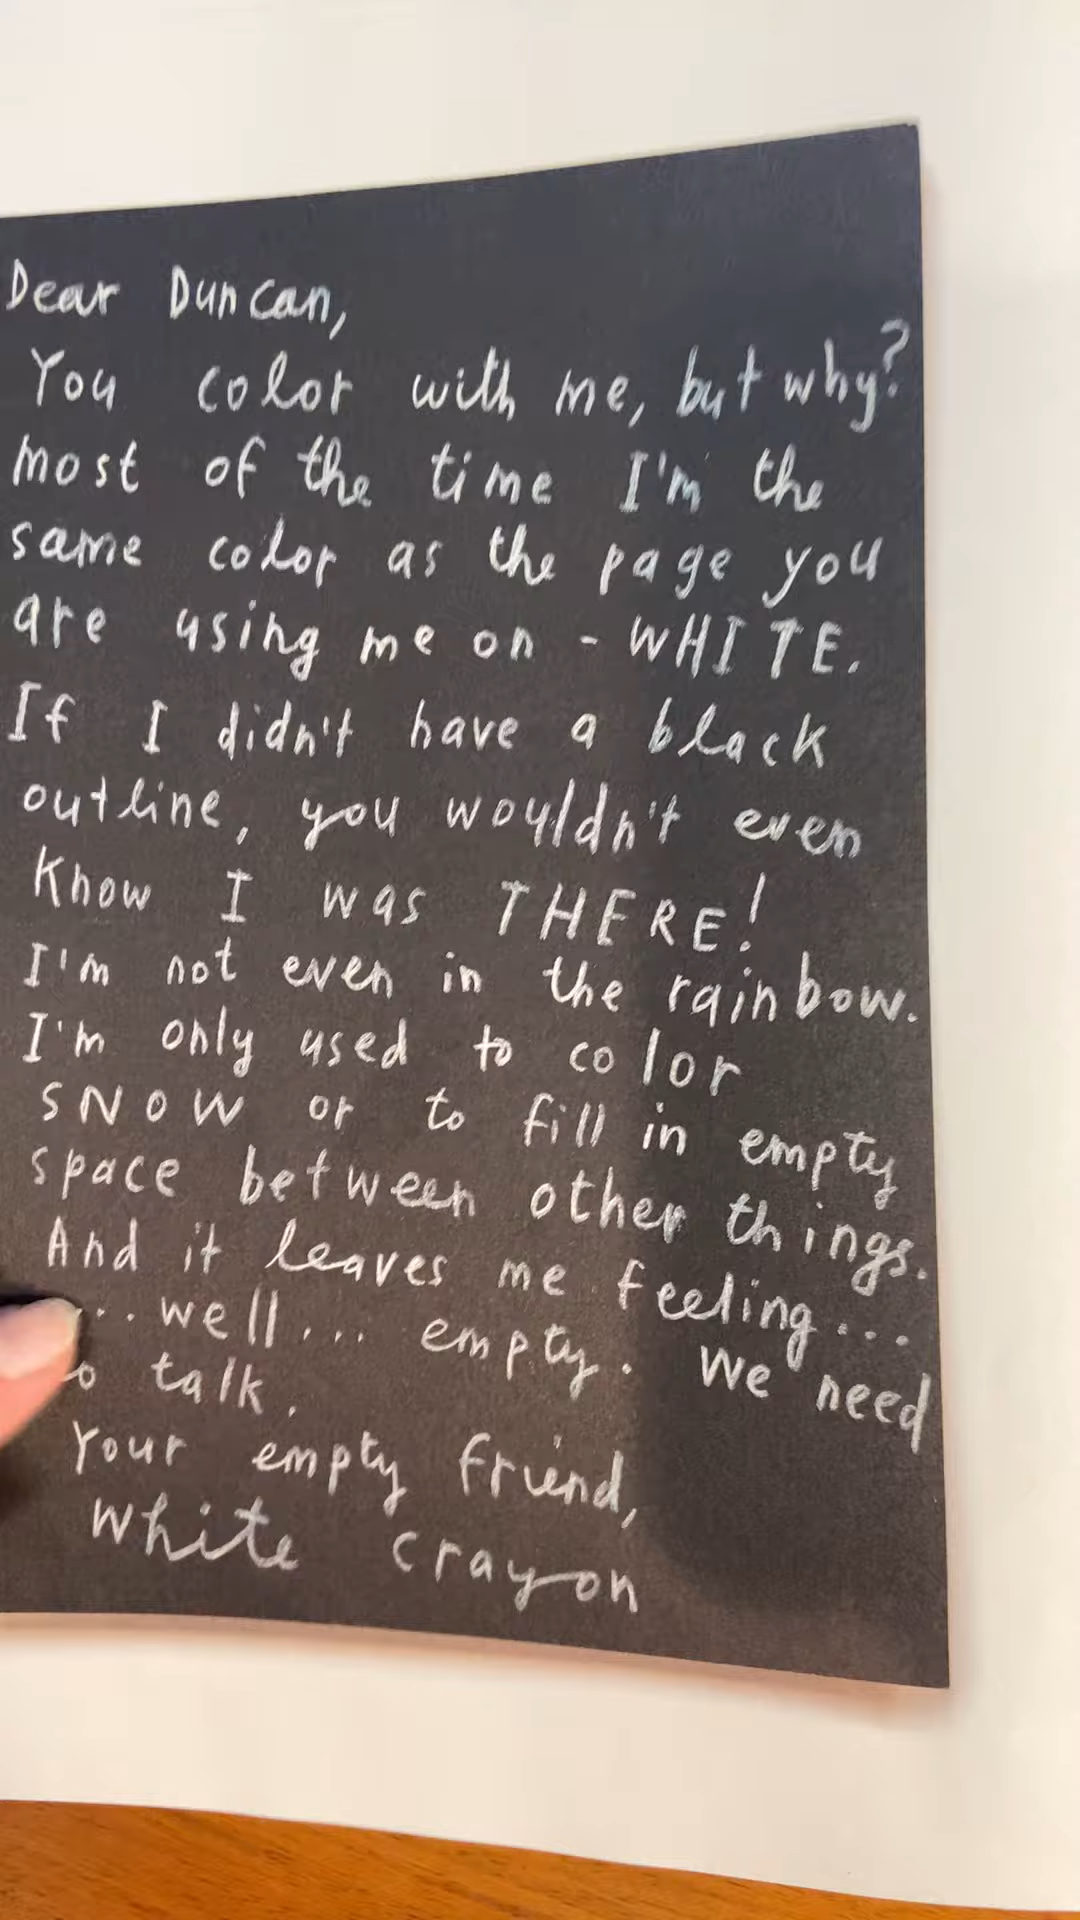 Dear Duncan,
You color with me, but why?
most of the time I'm the
same color as the page you
are using me on - WHITE.
If I didn't have a black
outline, you wouldn't even
Know I was THERE!
I'm not even in the rainbow.
I'm only used to color
SNOW or to fill in empty
space between other things.
And it leaves me feeling...
...well... empty. We need
talk.
Your empty friend,
White crayon